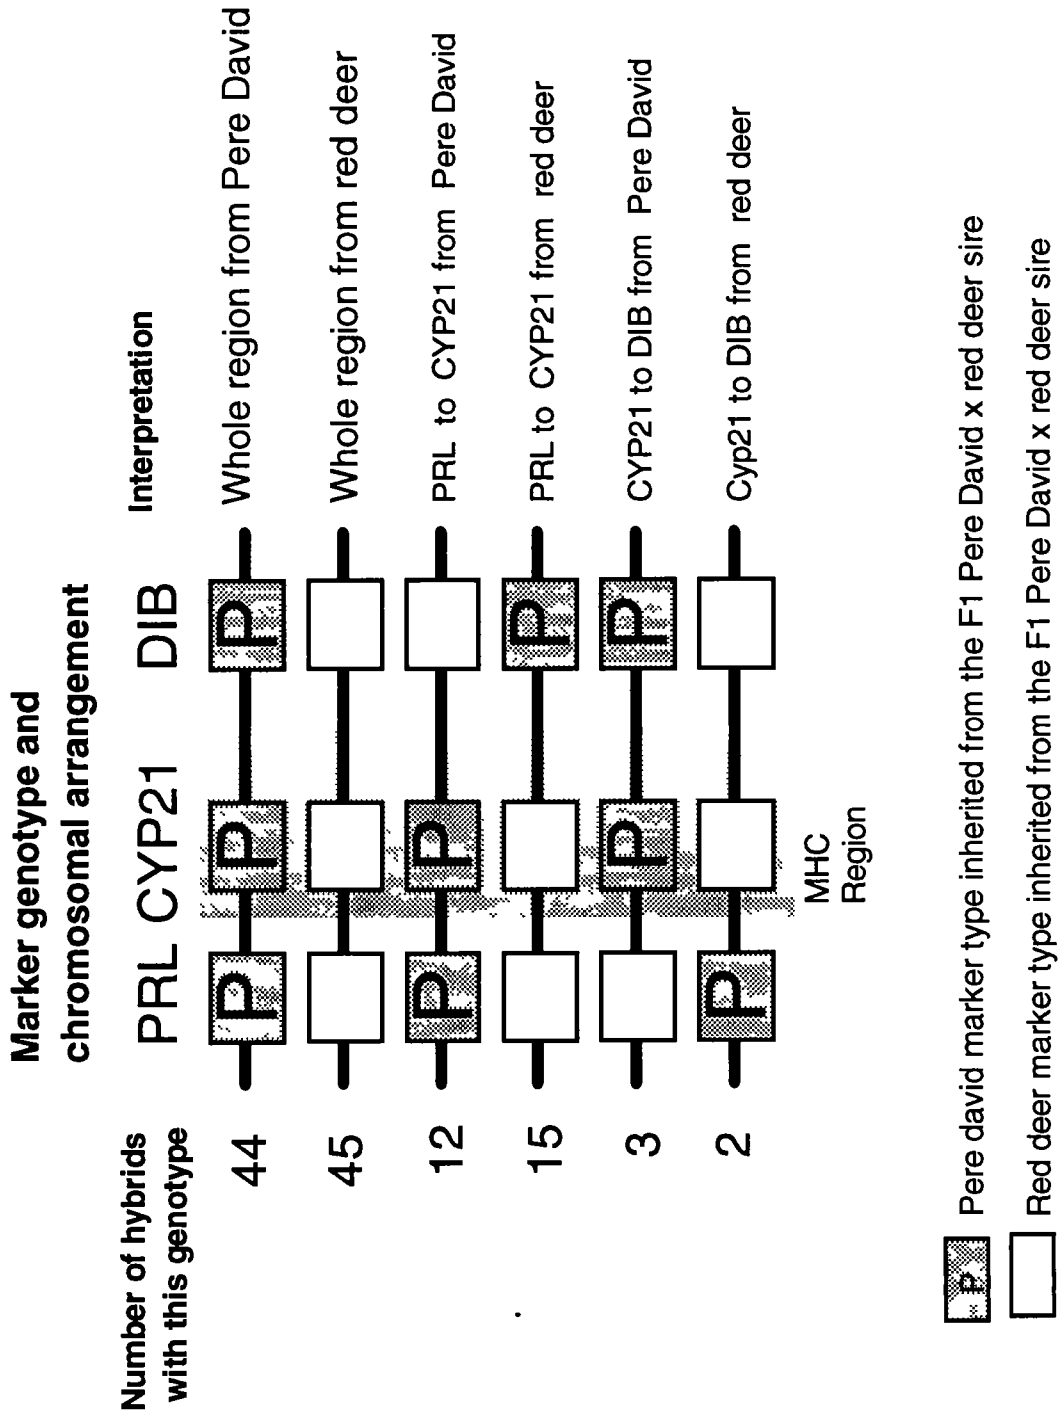 Marker genotype and
chromosomal arrangement
Number of hybrids
with this genotype
PRL CYP21 DIB
Interpretation
44 P P P Whole region from Pere David
45 Whole region from red deer
12 P P PRL to CYP21 from Pere David
15 P PRL to CYP21 from red deer
3 P P CYP21 to DIB from Pere David
2 P Cyp21 to DIB from red deer
MHC
Region
P Pere david marker type inherited from the F1 Pere David x red deer sire
Red deer marker type inherited from the F1 Pere David x red deer sire